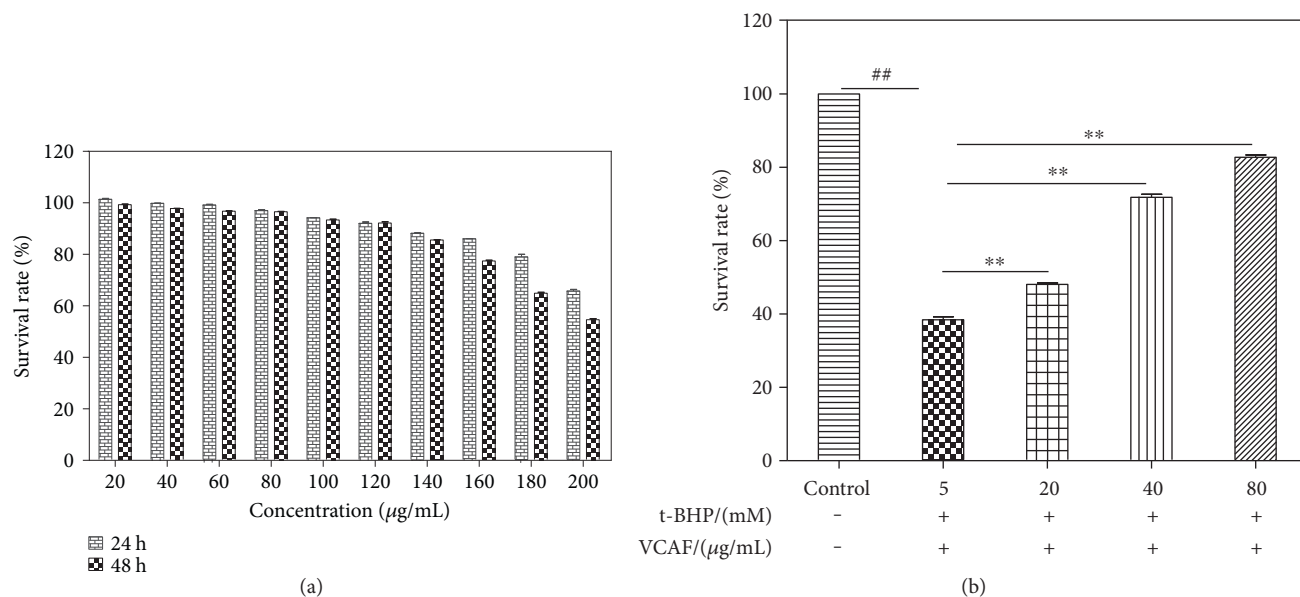 120
100
80
60
40
20
0
Survival rate (%)
20 40 60 80 100 120 140 160 180 200
Concentration (μg/mL)
24 h
48 h
(a)
120
100
80
60
40
20
0
Survival rate (%)
##
**
**
**
Control 5 20 40 80
t-BHP/(mM) - + + + +
VCAF/(μg/mL) - + + + +
(b)